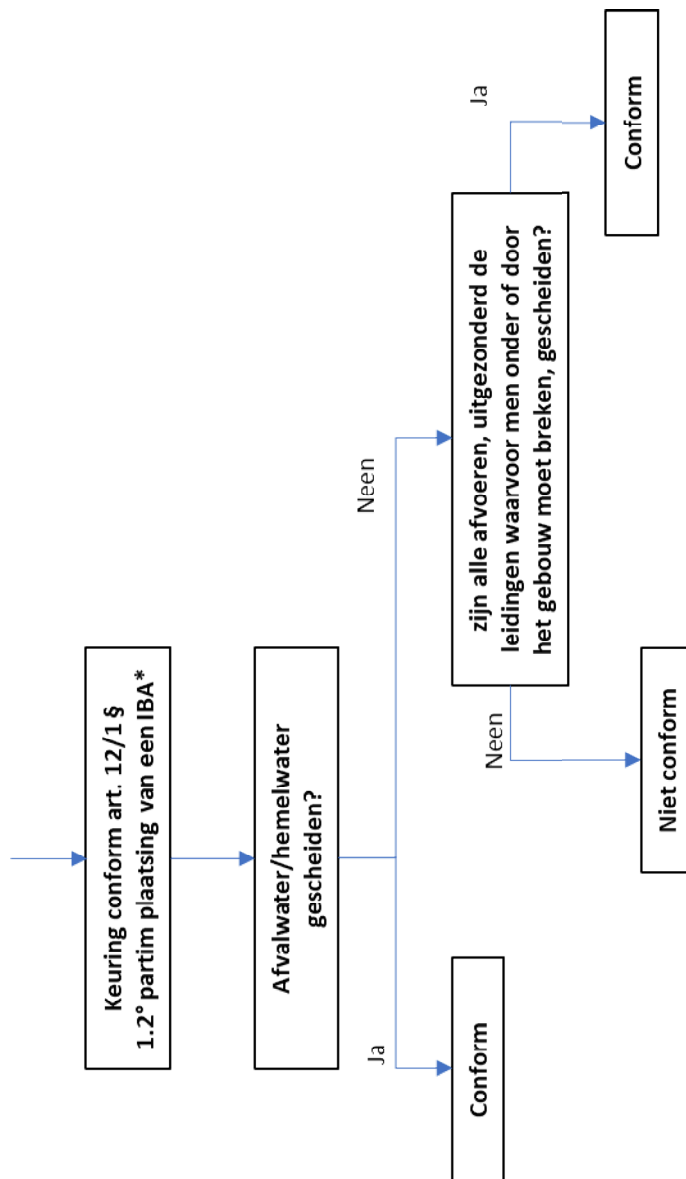 Keuring conform art. 12/1 §
1.2° partim plaatsing van een IBA*
Afvalwater/hemelwater
gescheiden?
Ja
Neen
Conform
zijn alle afvoeren, uitgezonderd de
leidingen waarvoor men onder of door
het gebouw moet breken, gescheiden?
Neen
Ja
Niet conform
Conform